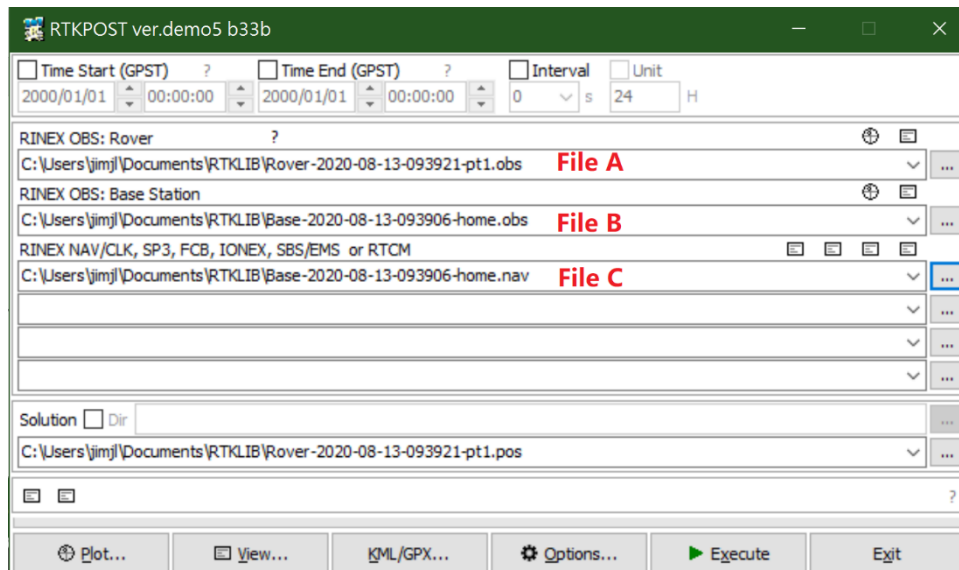 RTKPOST ver.demo5 b33b
Time Start (GPST) ? Time End (GPST) ? Interval Unit
2000/01/01 00:00:00 2000/01/01 00:00:00 0 s 24 H
RINEX OBS: Rover ?
C:\Users\jimjl\Documents\RTKLIB\Rover-2020-08-13-093921-pt1.obs File A ...
RINEX OBS: Base Station
C:\Users\jimjl\Documents\RTKLIB\Base-2020-08-13-093906-home.obs File B ...
RINEX NAV/CLK, SP3, FCB, IONEX, SBS/EMS or RTCM
C:\Users\jimjl\Documents\RTKLIB\Base-2020-08-13-093906-home.nav File C ...
...
...
...
Solution Dir ...
C:\Users\jimjl\Documents\RTKLIB\Rover-2020-08-13-093921-pt1.pos ...
?
Plot... View... KML/GPX... Options... Execute Exit